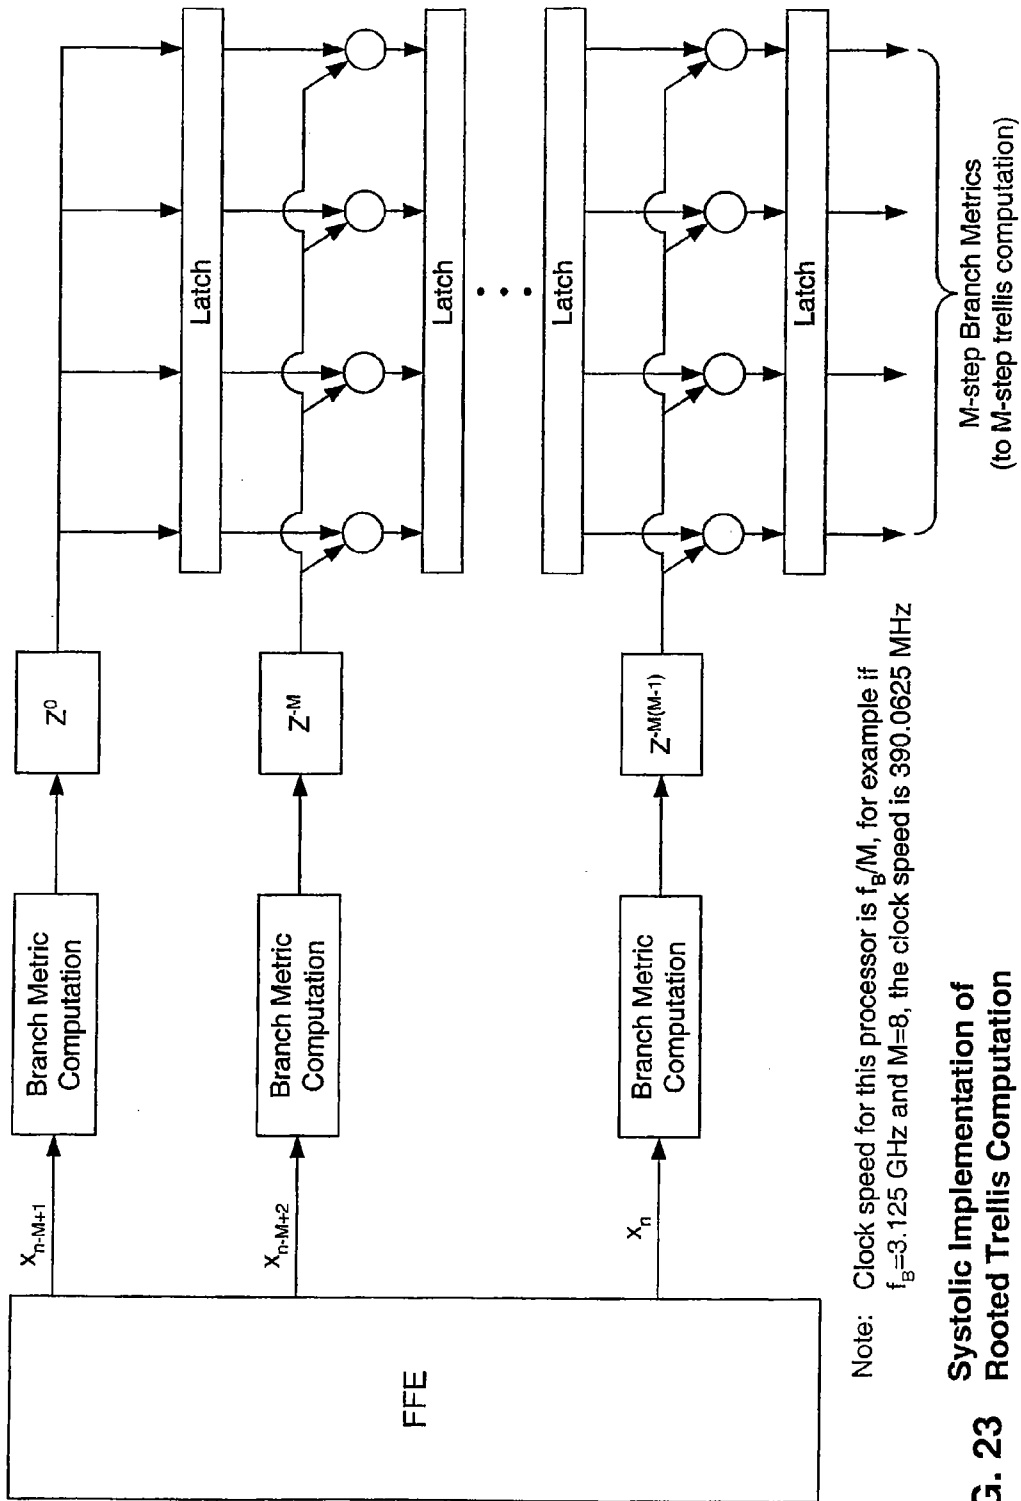 FFE
x_{n-M+1}
Branch Metric
Computation
Z^0
Latch
x_{n-M+2}
Branch Metric
Computation
Z^{-M}
Latch
Latch
x_n
Branch Metric
Computation
Z^{-M(M-1)}
Latch
M-step Branch Metrics
(to M-step trellis computation)
Note: Clock speed for this processor is f_B/M, for example if
f_B=3.125 GHz and M=8, the clock speed is 390.0625 MHz
G. 23 Systolic Implementation of
Rooted Trellis Computation